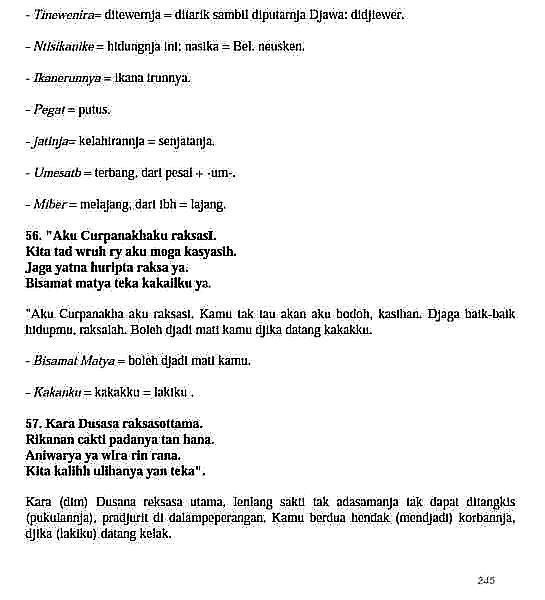 - Tinewenira= ditewernja = ditarik sambil diputarnja Djawa: didjiewer.
- Ntisikanike = hidungnja ini; nasika = Bel. neusken.
- Ikanerunnya = ikana irunnya.
- Pegat = putus.
- Jatinja= kelahirannja = senjatanja.
- Umesatb = terbang, dari pesai + -um-.
- Miber = melajang, dari ibh = lajang.
56. "Aku Curpanakhaku raksasi.
Kita tad wruh ry aku moga kasyasih.
Jaga yatna huripta raksa ya.
Bisamat matya teka kakaiku ya.
"Aku Curpanakha aku raksasi. Kamu tak tau akan aku bodoh, kasihan. Djaga baik-baik
hidupmu, raksalah. Boleh djadi mati kamu djika datang kakakku.
- Bisamat Matya = boleh djadi mati kamu.
- Kakanku = kakakku = lakiku .
57. Kara Dusasa raksasottama.
Rikanan cakti padanya tan hana.
Aniwarya ya wira rin rana.
Kita kalihh ulihanya yan teka".
Kara (dim) Dusana reksasa utama, lentang sakti tak adasamanja tak dapat ditangkis
(pukulannja), pradjurit di dalampeperangan. Kamu berdua hendak (mendjadi) korbannja,
djika (lakiku) datang kelak.
245